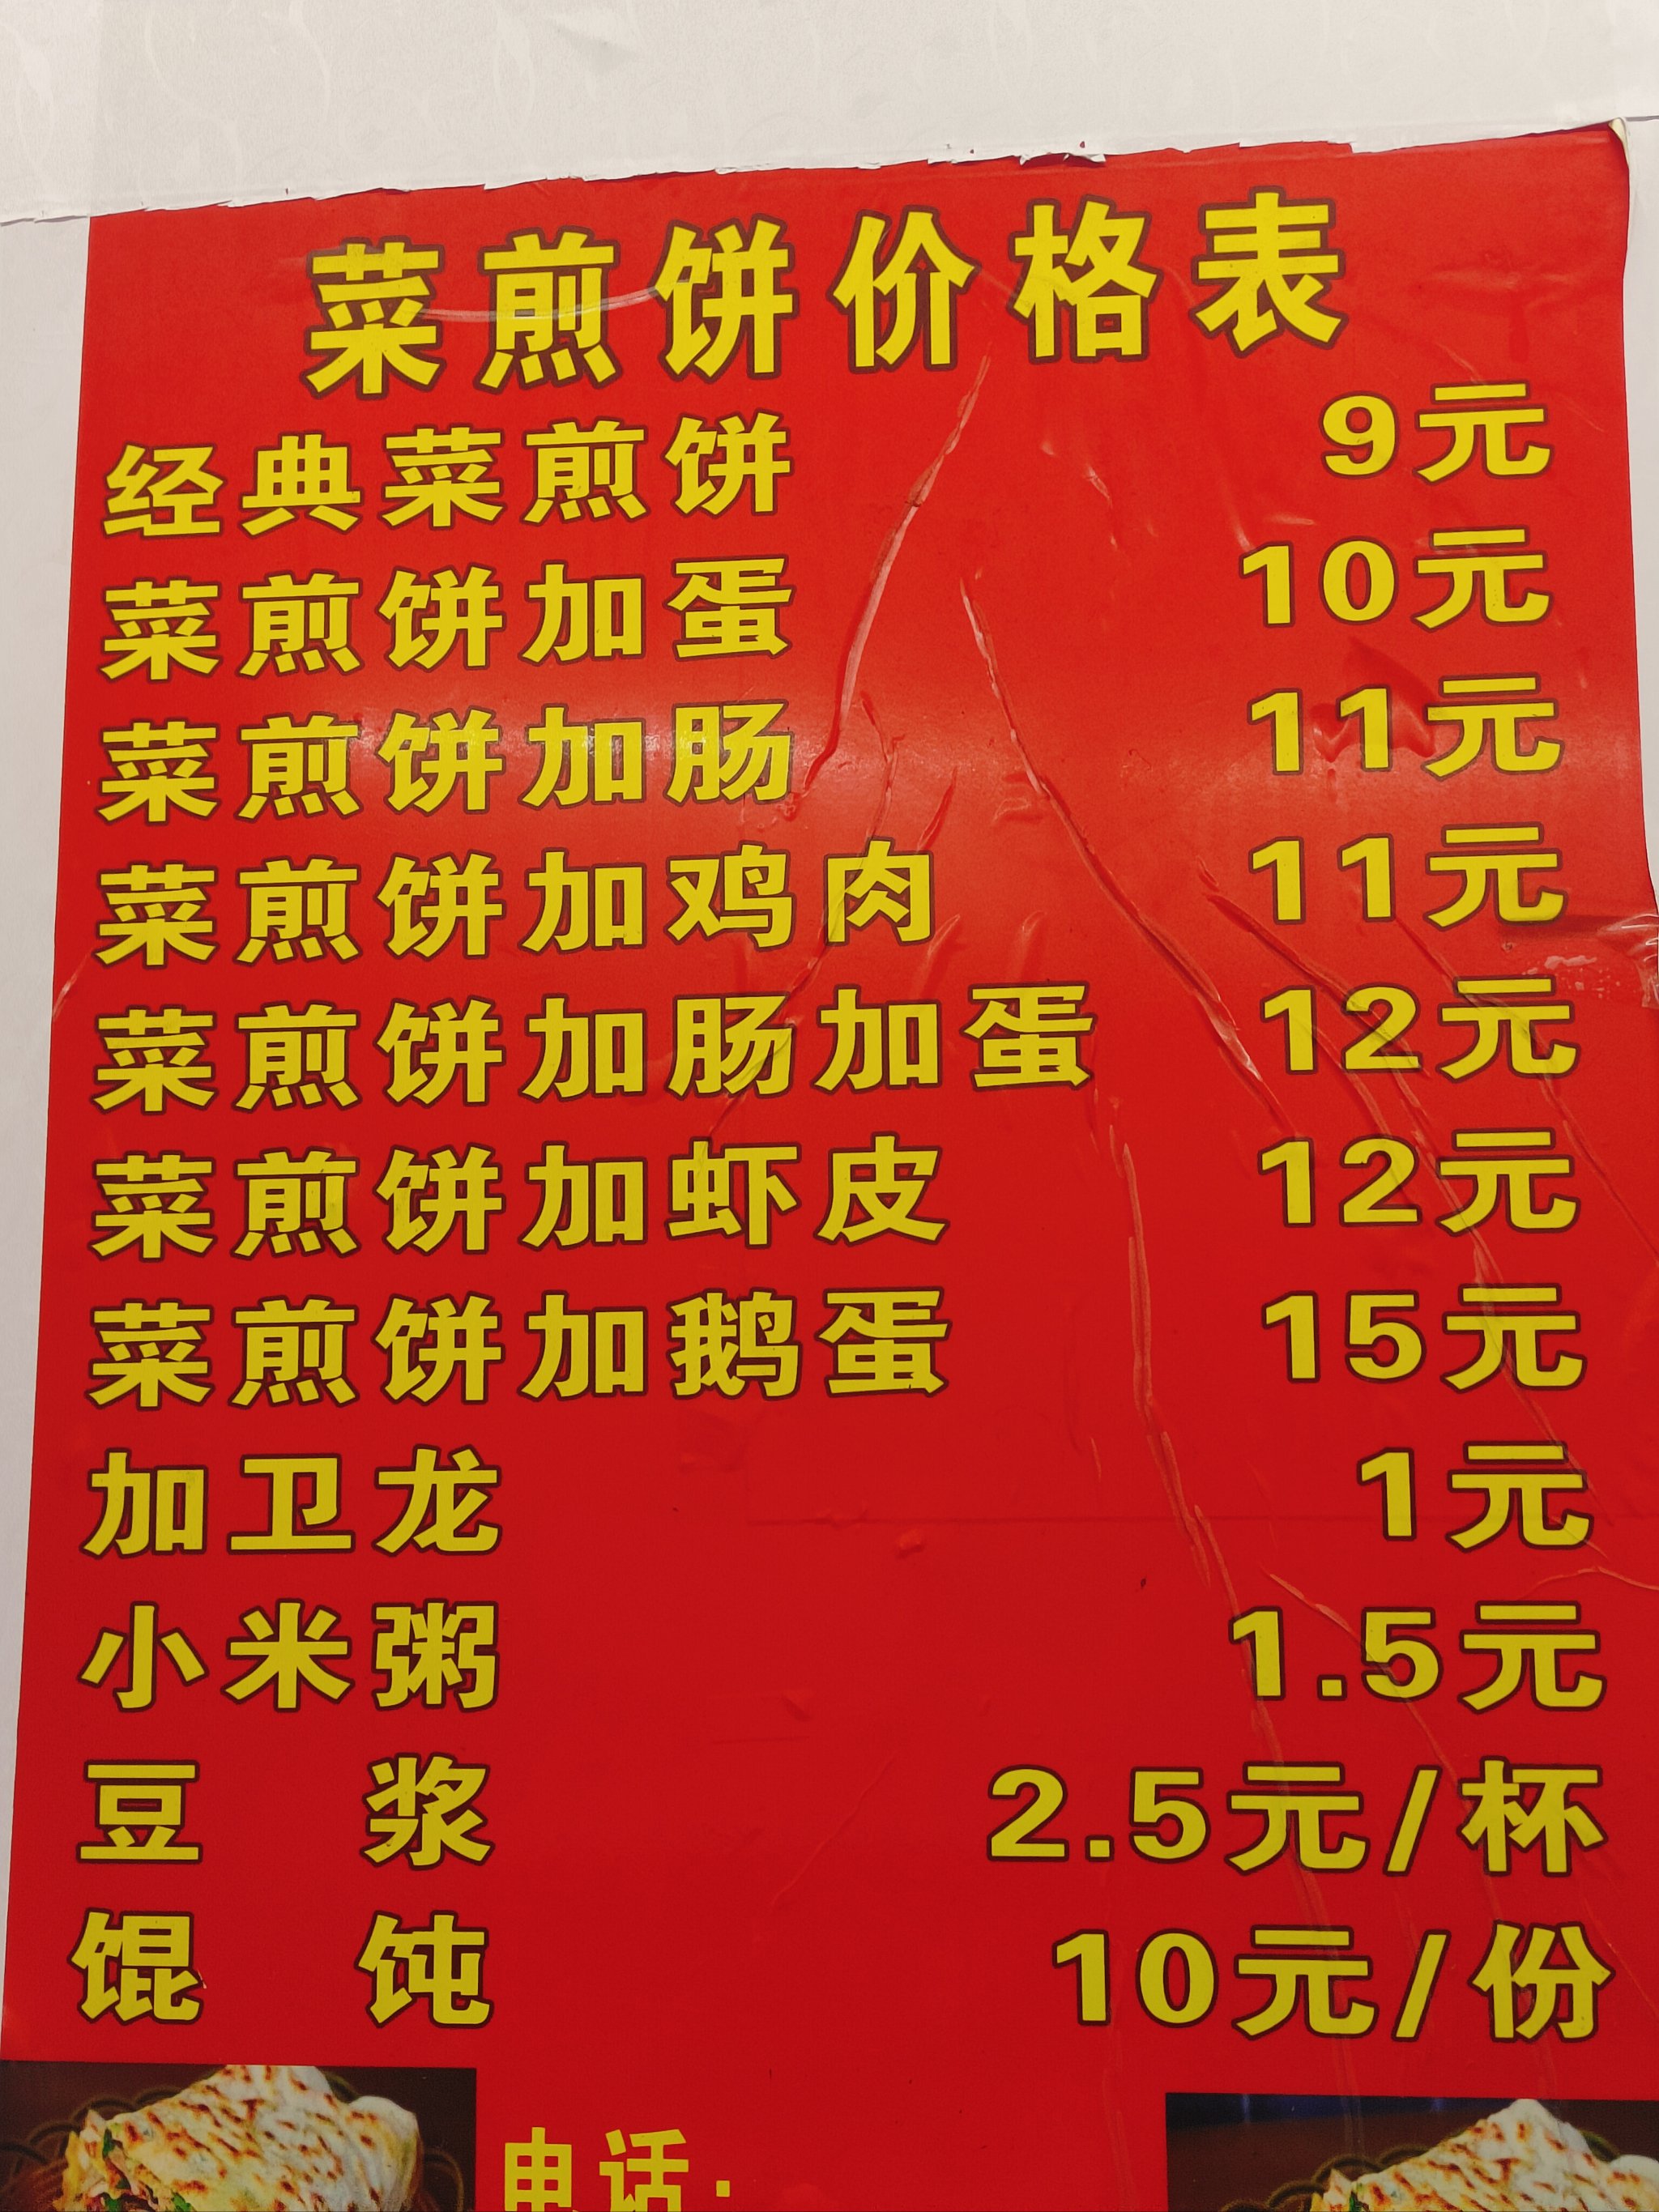 菜煎饼价格表
经典菜煎饼 9元
菜煎饼加蛋 10元
菜煎饼加肠 11元
菜煎饼加鸡肉 11元
菜煎饼加肠加蛋 12元
菜煎饼加虾皮 12元
菜煎饼加鹅蛋 15元
加卫龙 1元
小米粥 1.5元
豆浆 2.5元/杯
馄饨 10元/份
电话: